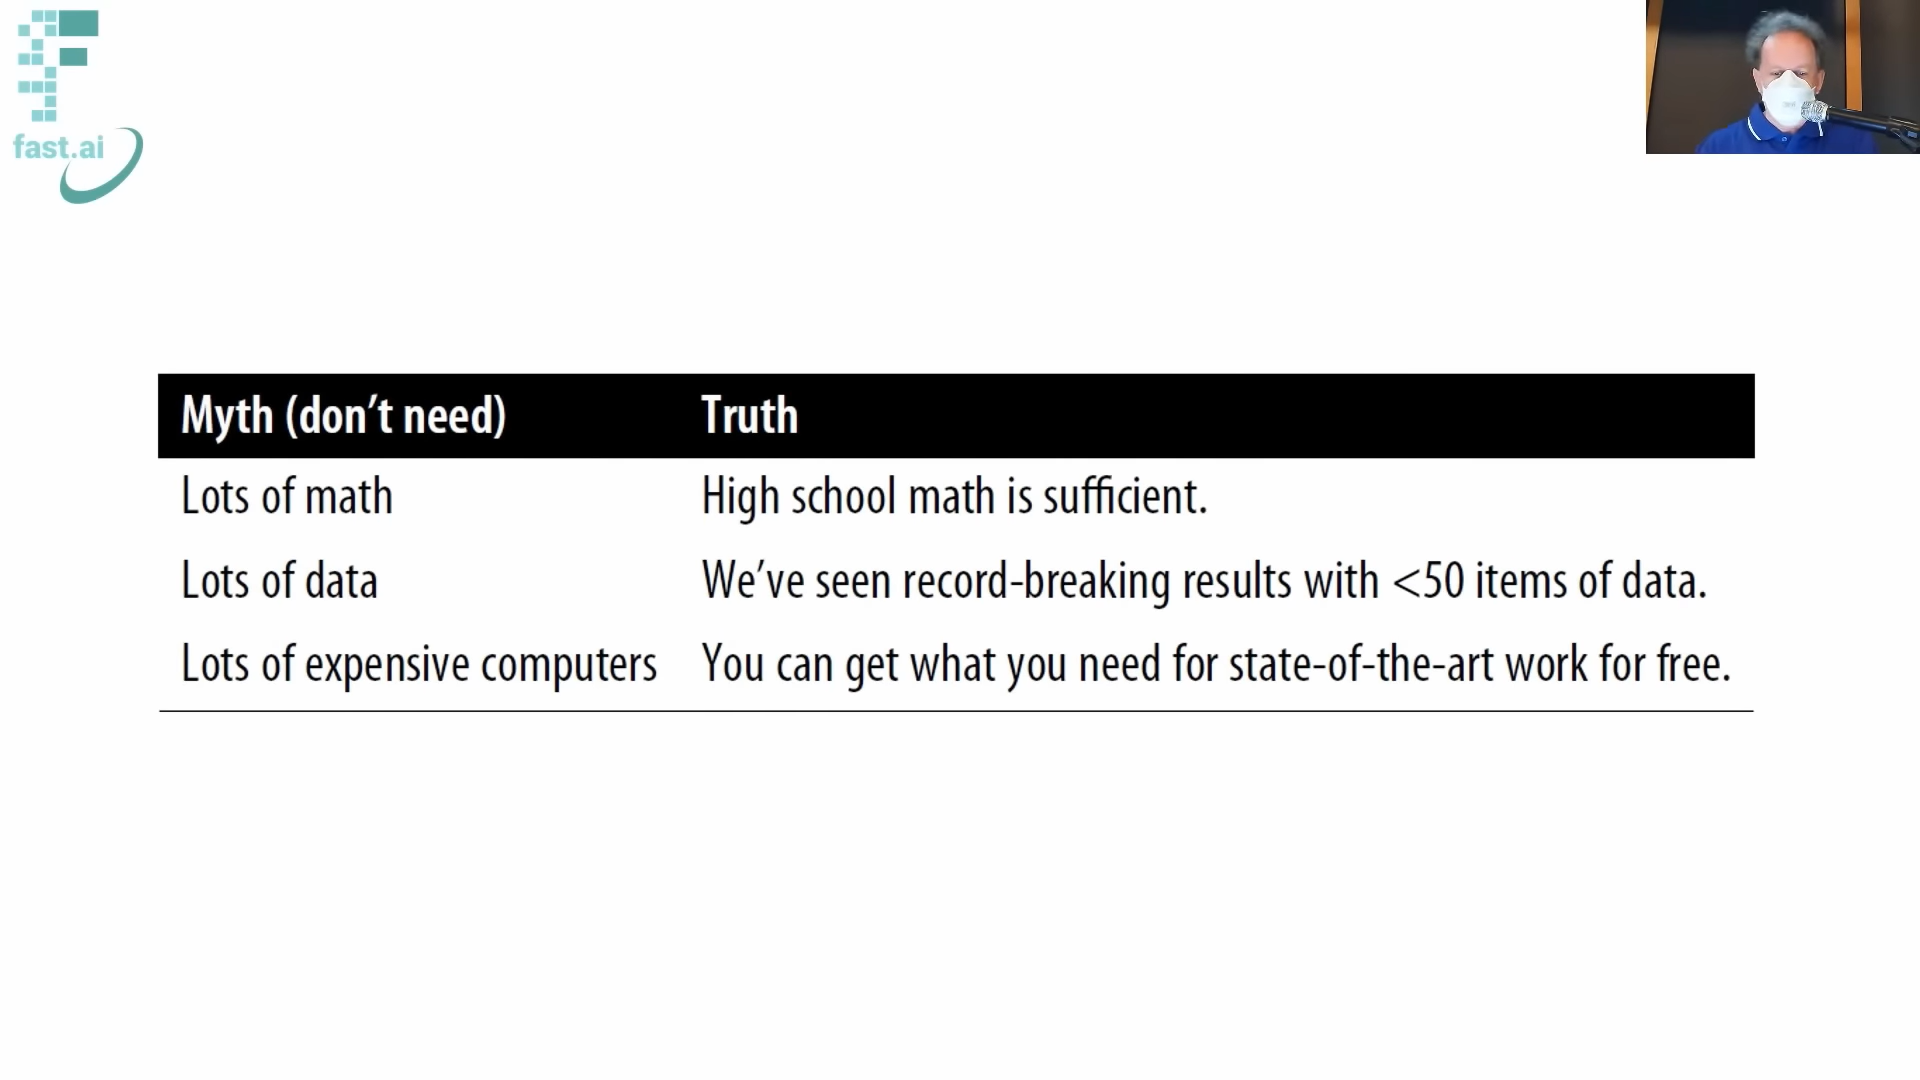 fast.ai
Myth (don’t need) Truth
Lots of math High school math is sufficient.
Lots of data We’ve seen record-breaking results with <50 items of data.
Lots of expensive computers You can get what you need for state-of-the-art work for free.